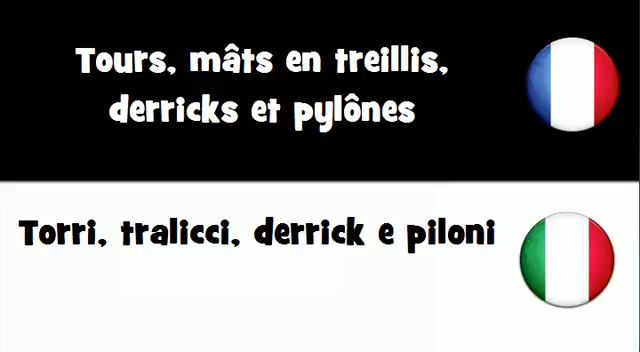 Tours, mâts en treillis,
derricks et pylônes
Torri, tralicci, derrick e piloni